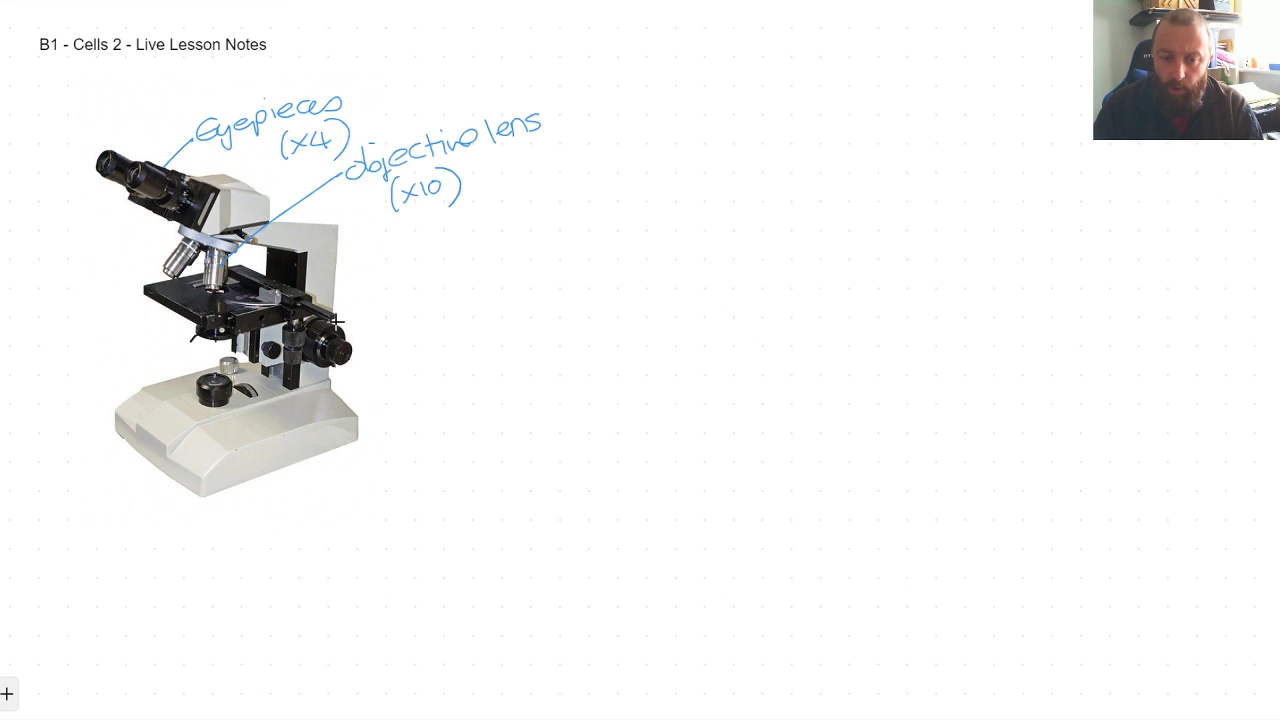 B1 - Cells 2 - Live Lesson Notes
Eyepieces
(x4)
objective lens
(x10)